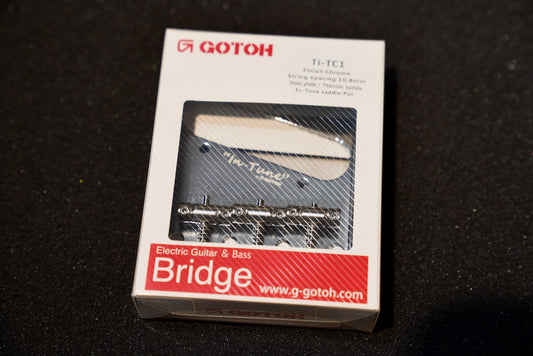 GOTOH
Ti-TC1
Finish Chrome
String spacing 10.8mm
Steel plate / Titanium saddle
In-Tune saddle Pat.
"In-Tune"
Electric Guitar & Bass
Bridge
www.g-gotoh.com
GOTOH